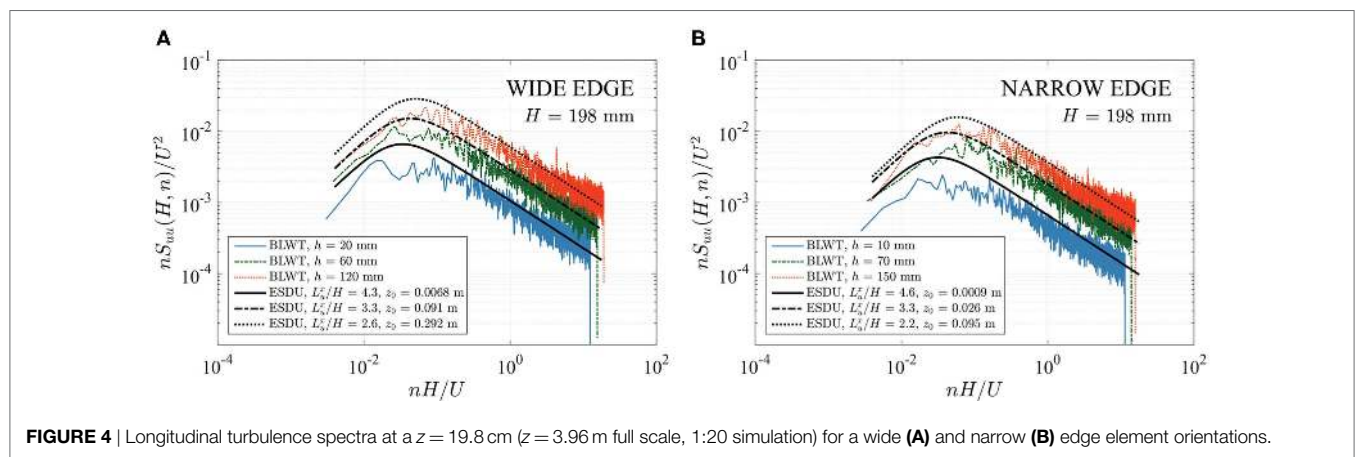 A
10^-1
10^-2
10^-3
10^-4
nS_uu(H, n)/U^2
WIDE EDGE
H = 198 mm
BLWT, h = 20 mm
BLWT, h = 60 mm
BLWT, h = 120 mm
ESDU, L_u^x/H = 4.3, z_0 = 0.0068 m
ESDU, L_u^x/H = 3.3, z_0 = 0.091 m
ESDU, L_u^x/H = 2.6, z_0 = 0.292 m
10^-4 10^-2 10^0 10^2
nH/U
B
10^-1
10^-2
10^-3
10^-4
nS_uu(H, n)/U^2
NARROW EDGE
H = 198 mm
BLWT, h = 10 mm
BLWT, h = 70 mm
BLWT, h = 150 mm
ESDU, L_u^x/H = 4.6, z_0 = 0.0009 m
ESDU, L_u^x/H = 3.3, z_0 = 0.026 m
ESDU, L_u^x/H = 2.2, z_0 = 0.095 m
10^-4 10^-2 10^0 10^2
nH/U
FIGURE 4 | Longitudinal turbulence spectra at a z = 19.8 cm (z = 3.96 m full scale, 1:20 simulation) for a wide (A) and narrow (B) edge element orientations.